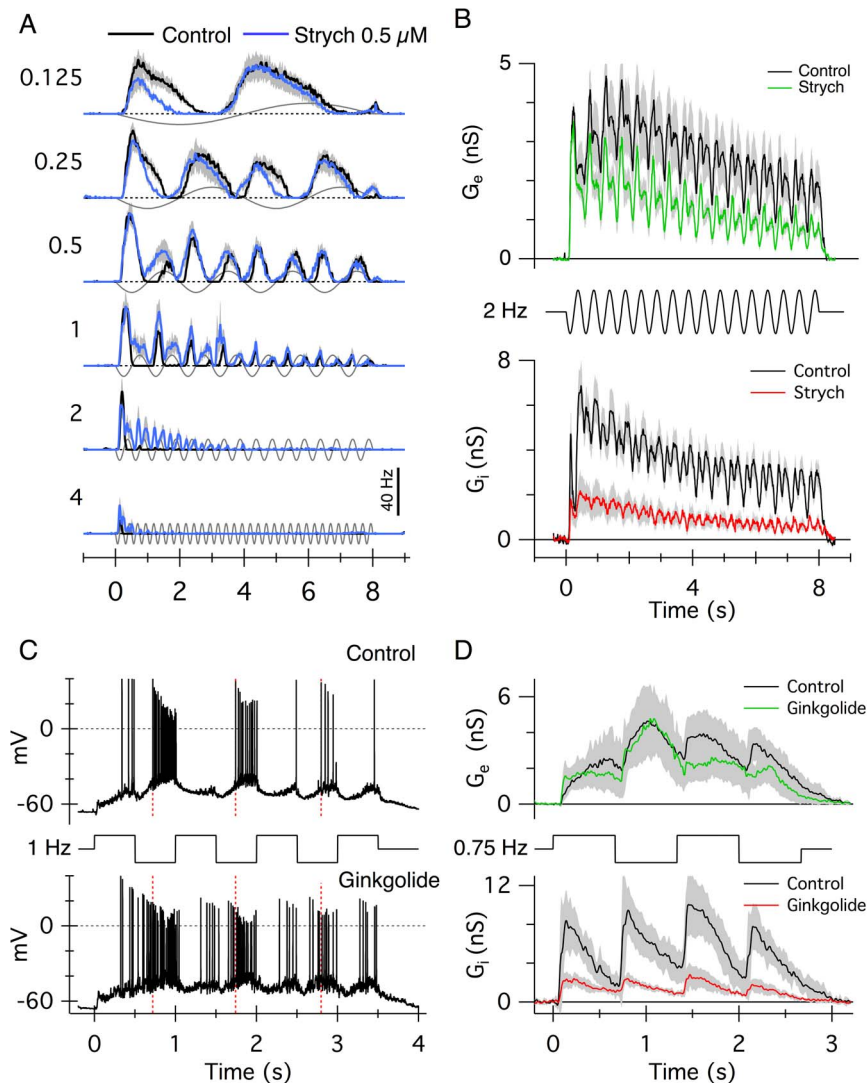 A
Control
Strych 0.5 µM
0.125
0.25
0.5
1
2
4
40 Hz
0 2 4 6 8
B
5
Control
Strych
Ge (nS)
0
2 Hz
8
Control
Strych
Gi (nS)
0
0 2 4 6 8
Time (s)
C
Control
0
mV
-60
1 Hz
Ginkgolide
0
mV
-60
0 1 2 3 4
Time (s)
D
6
Control
Ginkgolide
Ge (nS)
0
0.75 Hz
12
Control
Ginkgolide
Gi (nS)
0
0 1 2 3
Time (s)